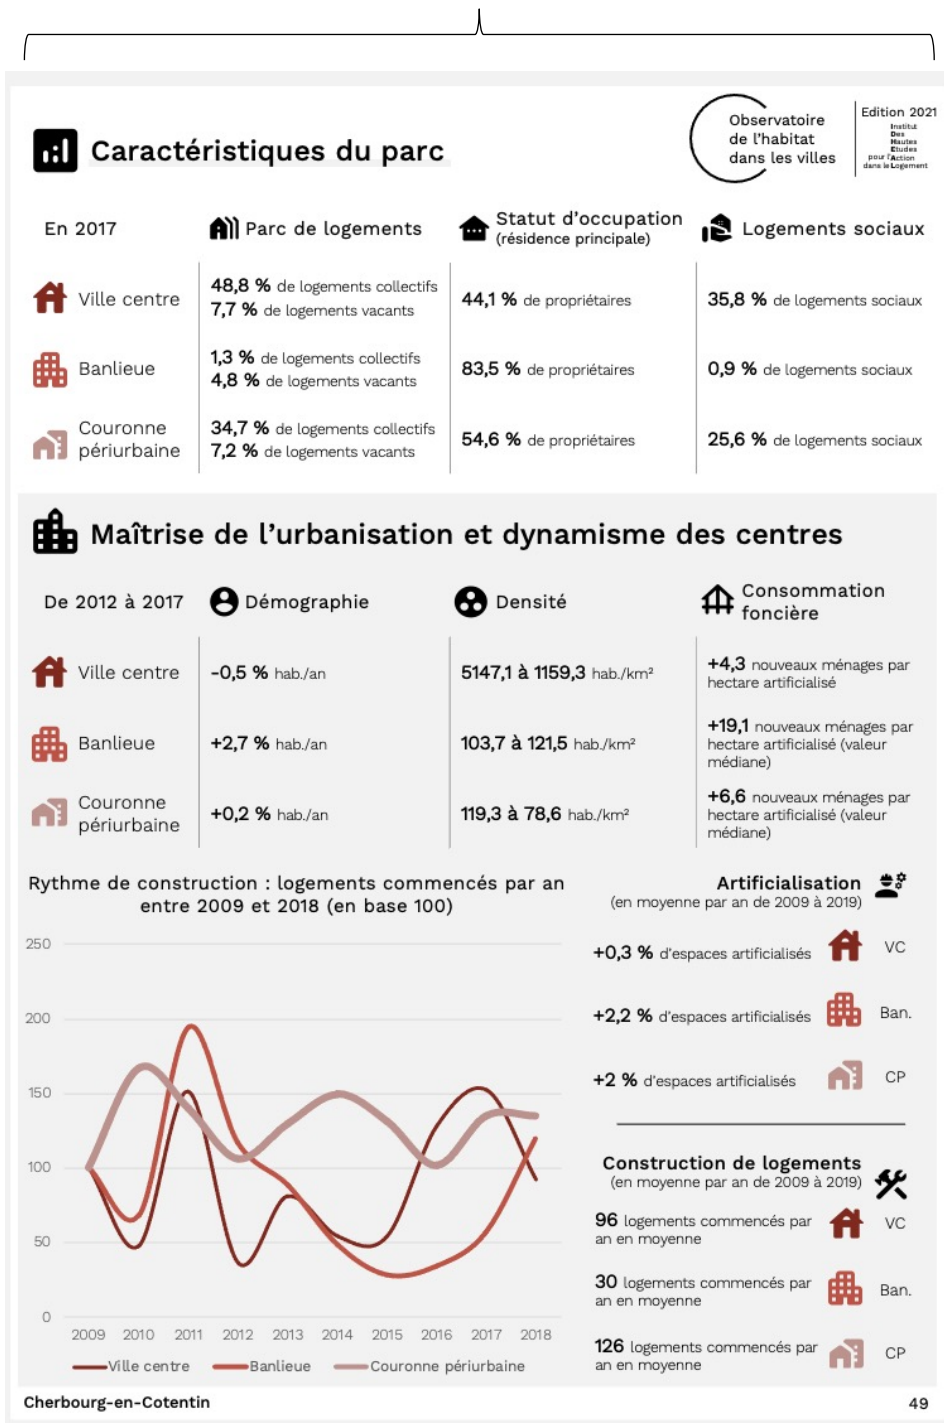 Caractéristiques du parc
Observatoire
de l'habitat
dans les villes
Edition 2021
Institut
Des
Hautes
Etudes
pour l'Action
dans le Logement
En 2017
Parc de logements
Statut d'occupation
(résidence principale)
Logements sociaux
Ville centre
48,8 % de logements collectifs
7,7 % de logements vacants
44,1 % de propriétaires
35,8 % de logements sociaux
Banlieue
1,3 % de logements collectifs
4,8 % de logements vacants
83,5 % de propriétaires
0,9 % de logements sociaux
Couronne
périurbaine
34,7 % de logements collectifs
7,2 % de logements vacants
54,6 % de propriétaires
25,6 % de logements sociaux
Maîtrise de l'urbanisation et dynamisme des centres
De 2012 à 2017
Démographie
Densité
Consommation
foncière
Ville centre
-0,5 % hab./an
5147,1 à 1159,3 hab./km²
+4,3 nouveaux ménages par
hectare artificialisé
Banlieue
+2,7 % hab./an
103,7 à 121,5 hab./km²
+19,1 nouveaux ménages par
hectare artificialisé (valeur
médiane)
Couronne
périurbaine
+0,2 % hab./an
119,3 à 78,6 hab./km²
+6,6 nouveaux ménages par
hectare artificialisé (valeur
médiane)
Rythme de construction : logements commencés par an
entre 2009 et 2018 (en base 100)
250
200
150
100
50
0
2009 2010 2011 2012 2013 2014 2015 2016 2017 2018
Ville centre Banlieue Couronne périurbaine
Artificialisation
(en moyenne par an de 2009 à 2019)
+0,3 % d'espaces artificialisés VC
+2,2 % d'espaces artificialisés Ban.
+2 % d'espaces artificialisés CP
Construction de logements
(en moyenne par an de 2009 à 2019)
96 logements commencés par
an en moyenne
VC
30 logements commencés par
an en moyenne
Ban.
126 logements commencés par
an en moyenne
CP
Cherbourg-en-Cotentin
49